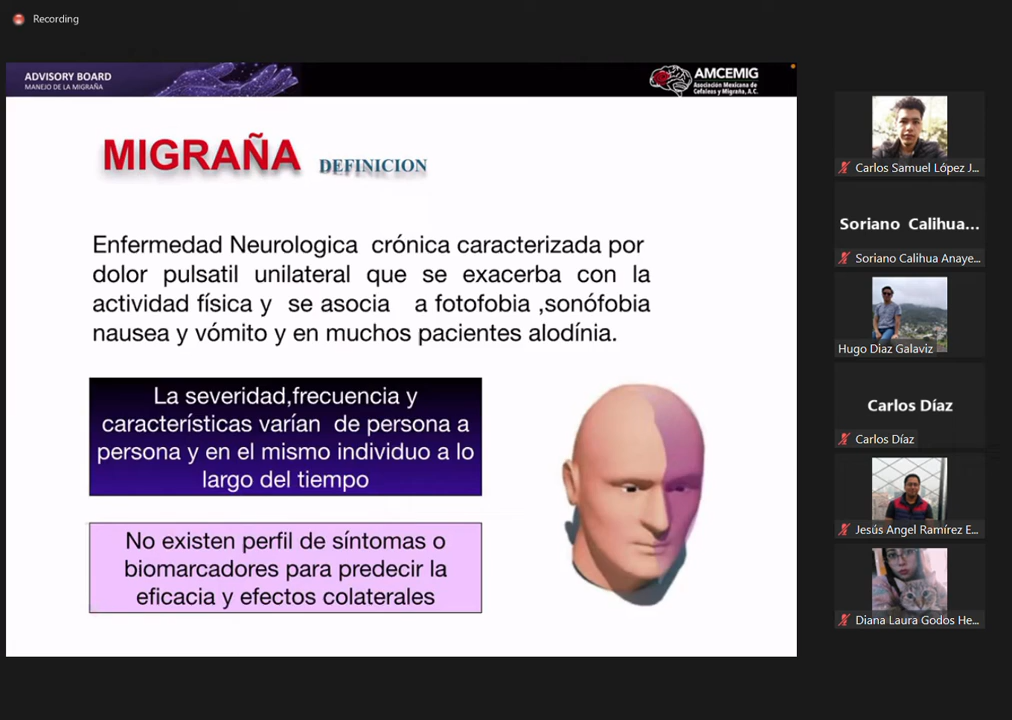 Recording
ADVISORY BOARD
MANEJO DE LA MIGRAÑA
AMCEMIG
Asociación Mexicana de
Cefaleas y Migraña, A.C.
MIGRAÑA DEFINICION
Enfermedad Neurologica crónica caracterizada por
dolor pulsatil unilateral que se exacerba con la
actividad física y se asocia a fotofobia ,sonófobia
nausea y vómito y en muchos pacientes alodínia.
La severidad,frecuencia y
características varían de persona a
persona y en el mismo individuo a lo
largo del tiempo
No existen perfil de síntomas o
biomarcadores para predecir la
eficacia y efectos colaterales
Carlos Samuel López J...
Soriano Calihua...
Soriano Calihua Anaye...
Hugo Diaz Galaviz
Carlos Díaz
Carlos Díaz
Jesús Angel Ramírez E...
Diana Laura Godos He...